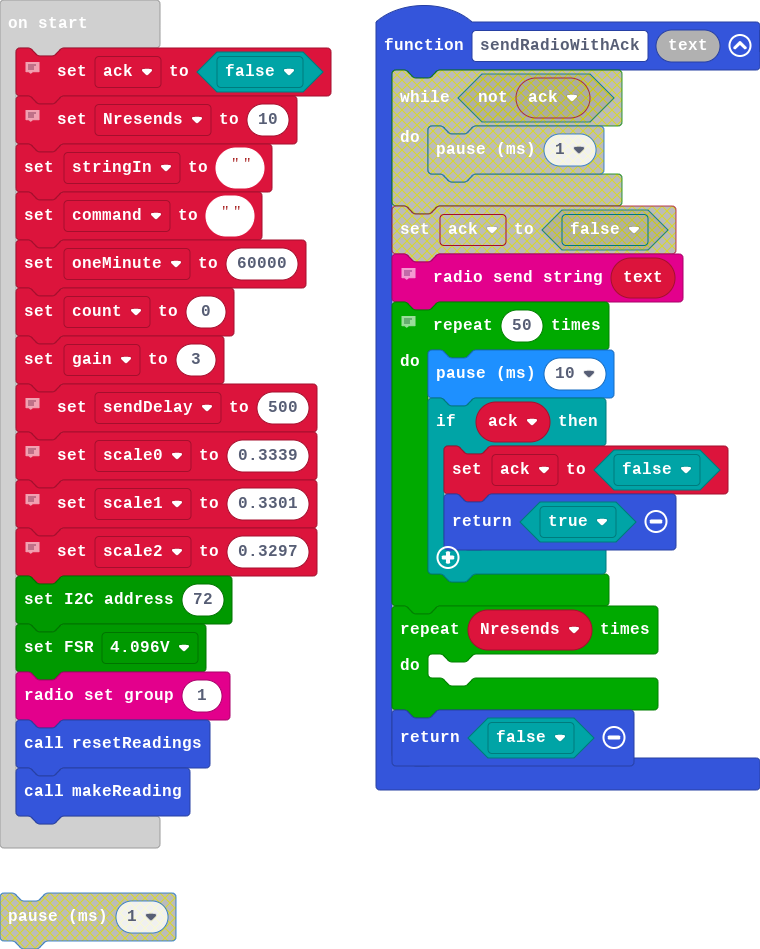 on start
set ack to false
set Nresends to 10
set stringIn to " "
set command to " "
set oneMinute to 60000
set count to 0
set gain to 3
set sendDelay to 500
set scale0 to 0.3339
set scale1 to 0.3301
set scale2 to 0.3297
set I2C address 72
set FSR 4.096V
radio set group 1
call resetReadings
call makeReading
pause (ms) 1
function sendRadioWithAck text
while not ack
do
pause (ms) 1
set ack to false
radio send string text
repeat 50 times
do
pause (ms) 10
if ack then
set ack to false
return true
repeat Nresends times
do
return false